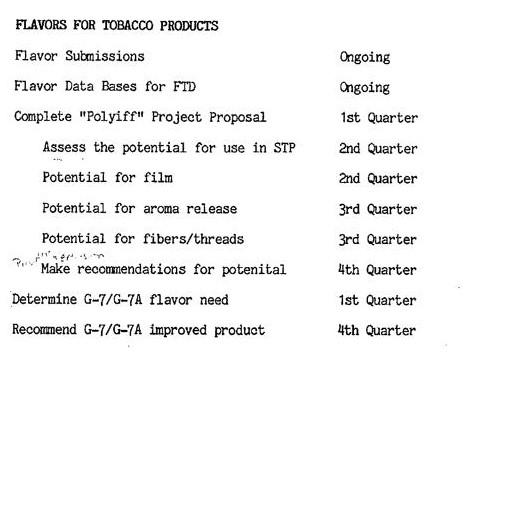 FLAVORS FOR TOBACCO PRODUCTS
Flavor Submissions Ongoing
Flavor Data Bases for FTD Ongoing
Complete "Polyiff" Project Proposal 1st Quarter
Assess the potential for use in STP 2nd Quarter
Potential for film 2nd Quarter
Potential for aroma release 3rd Quarter
Potential for fibers/threads 3rd Quarter
Make recommendations for potenital 4th Quarter
Determine G-7/G-7A flavor need 1st Quarter
Recommend G-7/G-7A improved product 4th Quarter